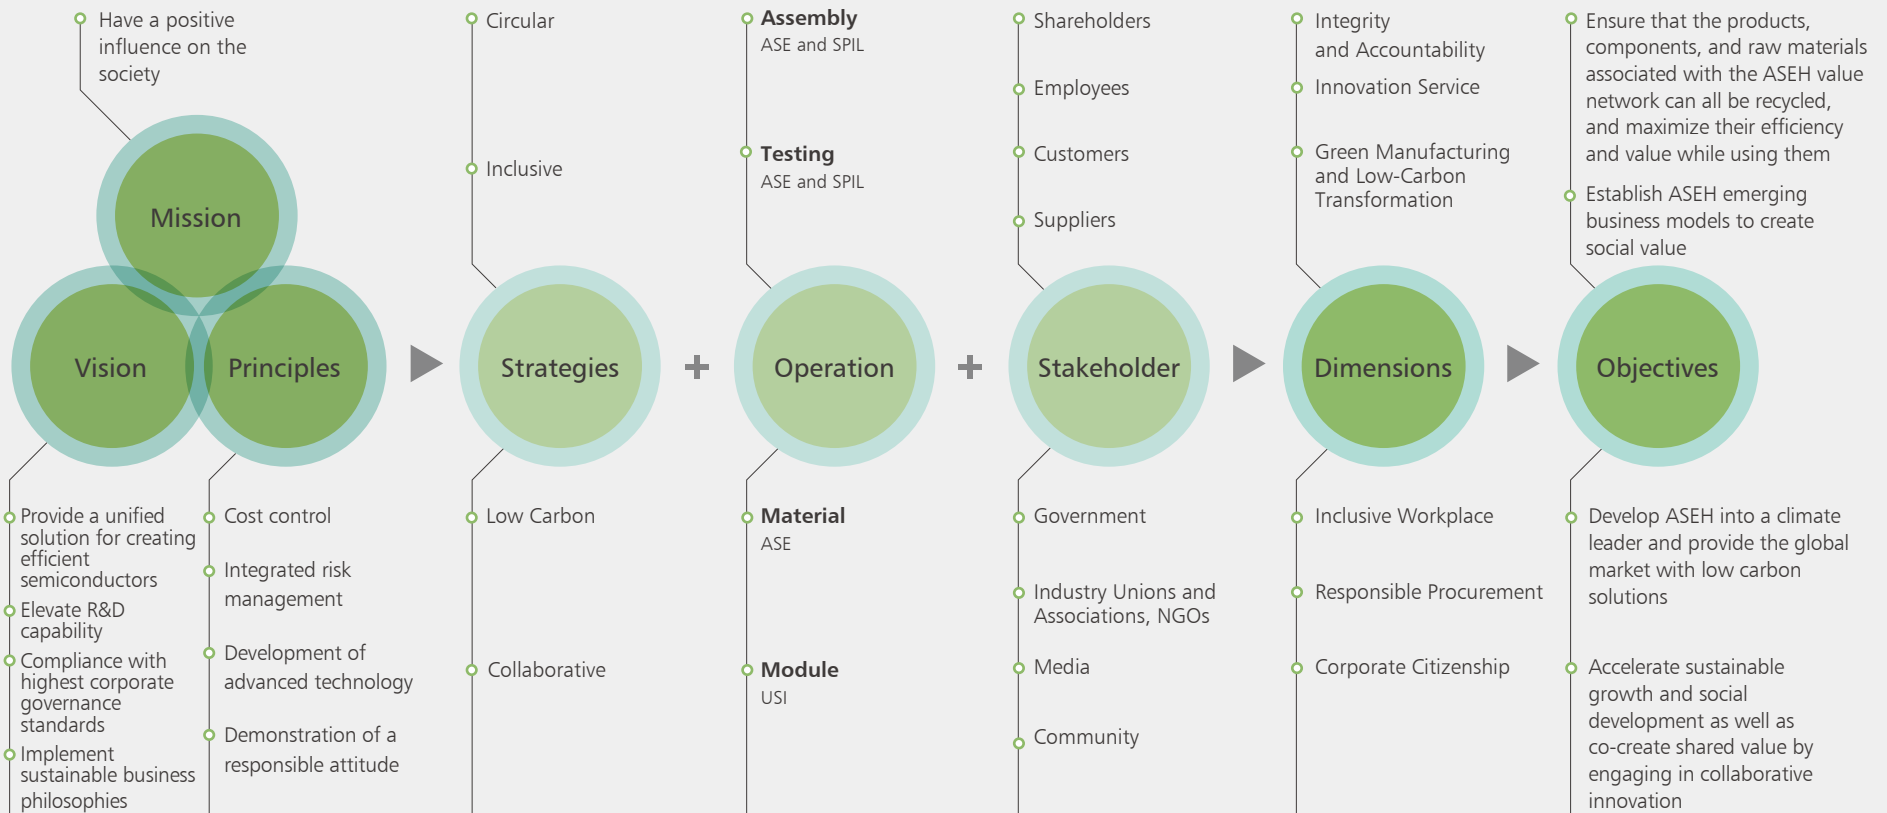 Have a positive
influence on the
society
Mission
Vision
Principles
Provide a unified
solution for creating
efficient
semiconductors
Elevate R&D
capability
Compliance with
highest corporate
governance
standards
Implement
sustainable business
philosophies
Cost control
Integrated risk
management
Development of
advanced technology
Demonstration of a
responsible attitude
Circular
Inclusive
Strategies
Low Carbon
Collaborative
Assembly
ASE and SPIL
Testing
ASE and SPIL
Operation
Material
ASE
Module
USI
Shareholders
Employees
Customers
Suppliers
Stakeholder
Government
Industry Unions and
Associations, NGOs
Media
Community
Integrity
and Accountability
Innovation Service
Green Manufacturing
and Low-Carbon
Transformation
Dimensions
Inclusive Workplace
Responsible Procurement
Corporate Citizenship
Ensure that the products,
components, and raw materials
associated with the ASEH value
network can all be recycled,
and maximize their efficiency
and value while using them
Establish ASEH emerging
business models to create
social value
Objectives
Develop ASEH into a climate
leader and provide the global
market with low carbon
solutions
Accelerate sustainable
growth and social
development as well as
co-create shared value by
engaging in collaborative
innovation